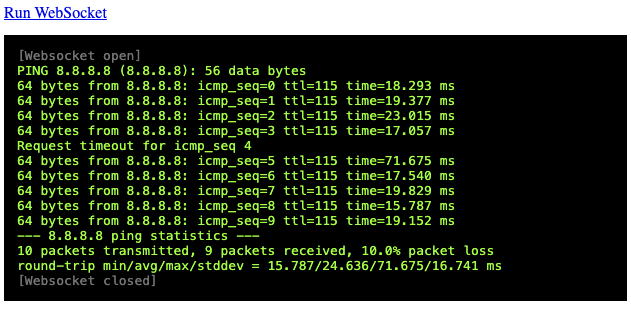 Run WebSocket
[Websocket open]
PING 8.8.8.8 (8.8.8.8): 56 data bytes
64 bytes from 8.8.8.8: icmp_seq=0 ttl=115 time=18.293 ms
64 bytes from 8.8.8.8: icmp_seq=1 ttl=115 time=19.377 ms
64 bytes from 8.8.8.8: icmp_seq=2 ttl=115 time=23.015 ms
64 bytes from 8.8.8.8: icmp_seq=3 ttl=115 time=17.057 ms
Request timeout for icmp_seq 4
64 bytes from 8.8.8.8: icmp_seq=5 ttl=115 time=71.675 ms
64 bytes from 8.8.8.8: icmp_seq=6 ttl=115 time=17.540 ms
64 bytes from 8.8.8.8: icmp_seq=7 ttl=115 time=19.829 ms
64 bytes from 8.8.8.8: icmp_seq=8 ttl=115 time=15.787 ms
64 bytes from 8.8.8.8: icmp_seq=9 ttl=115 time=19.152 ms
--- 8.8.8.8 ping statistics ---
10 packets transmitted, 9 packets received, 10.0% packet loss
round-trip min/avg/max/stddev = 15.787/24.636/71.675/16.741 ms
[Websocket closed]